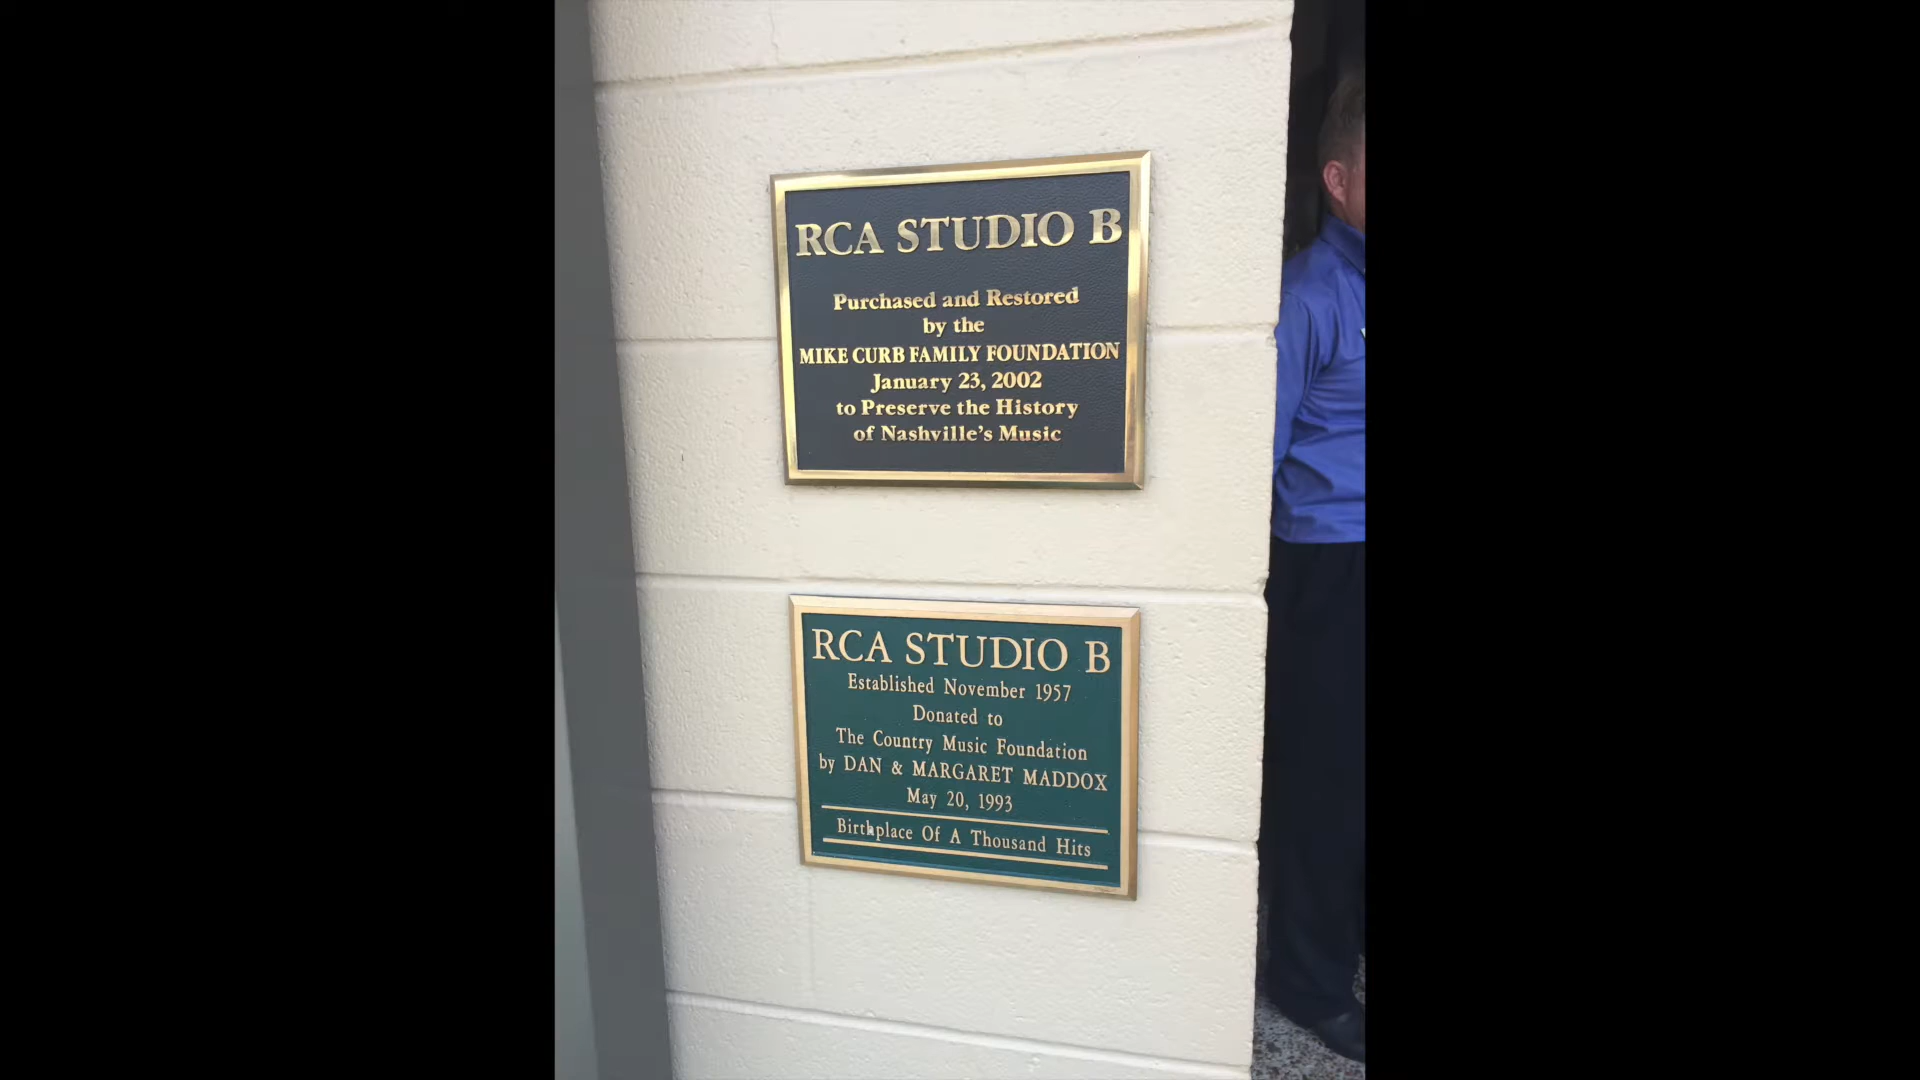 RCA STUDIO B
Purchased and Restored
by the
MIKE CURB FAMILY FOUNDATION
January 23, 2002
to Preserve the History
of Nashville's Music
RCA STUDIO B
Established November 1957
Donated to
The Country Music Foundation
by DAN & MARGARET MADDOX
May 20, 1993
Birthplace Of A Thousand Hits